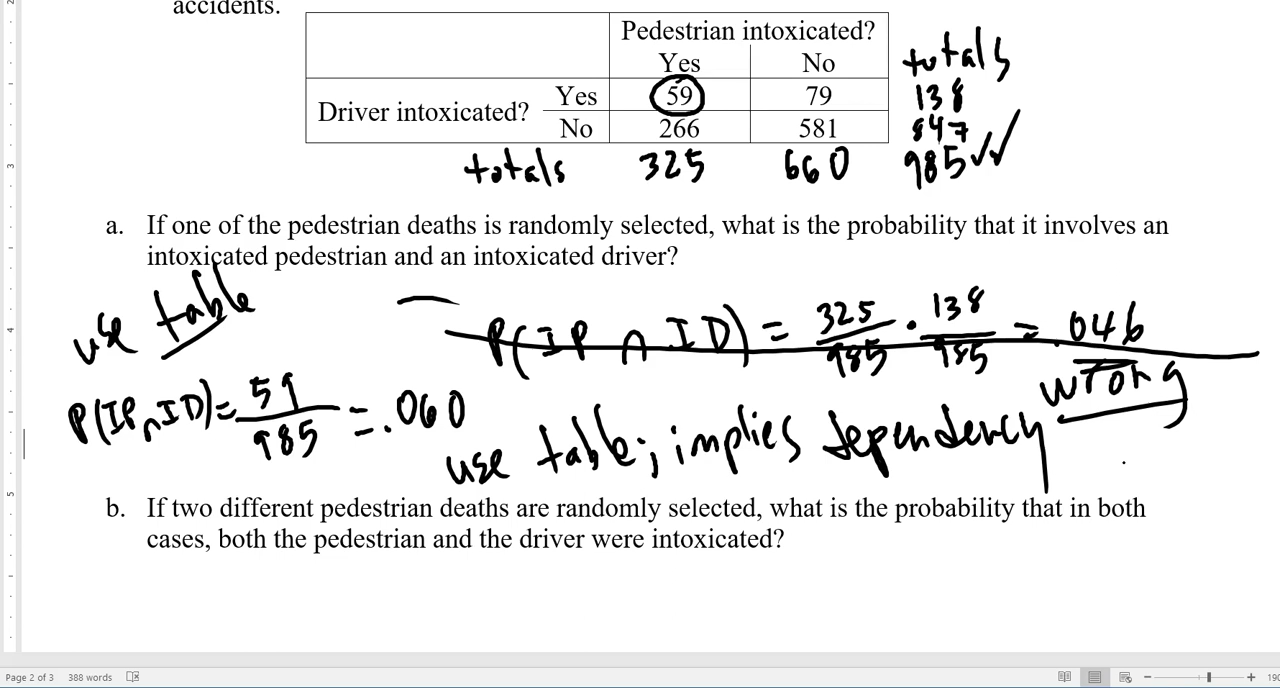 accidents.
Pedestrian intoxicated?
Yes No totals
Driver intoxicated? Yes 59 79 138
No 266 581 847
totals 325 660 985
a. If one of the pedestrian deaths is randomly selected, what is the probability that it involves an
intoxicated pedestrian and an intoxicated driver?
use table
P(IP ∩ ID) = 325/985 · 138/985 = .046
wrong
P(IP ∩ ID) = 59/985 = .060
use table; implies dependency
b. If two different pedestrian deaths are randomly selected, what is the probability that in both
cases, both the pedestrian and the driver were intoxicated?
Page 2 of 3 388 words 190